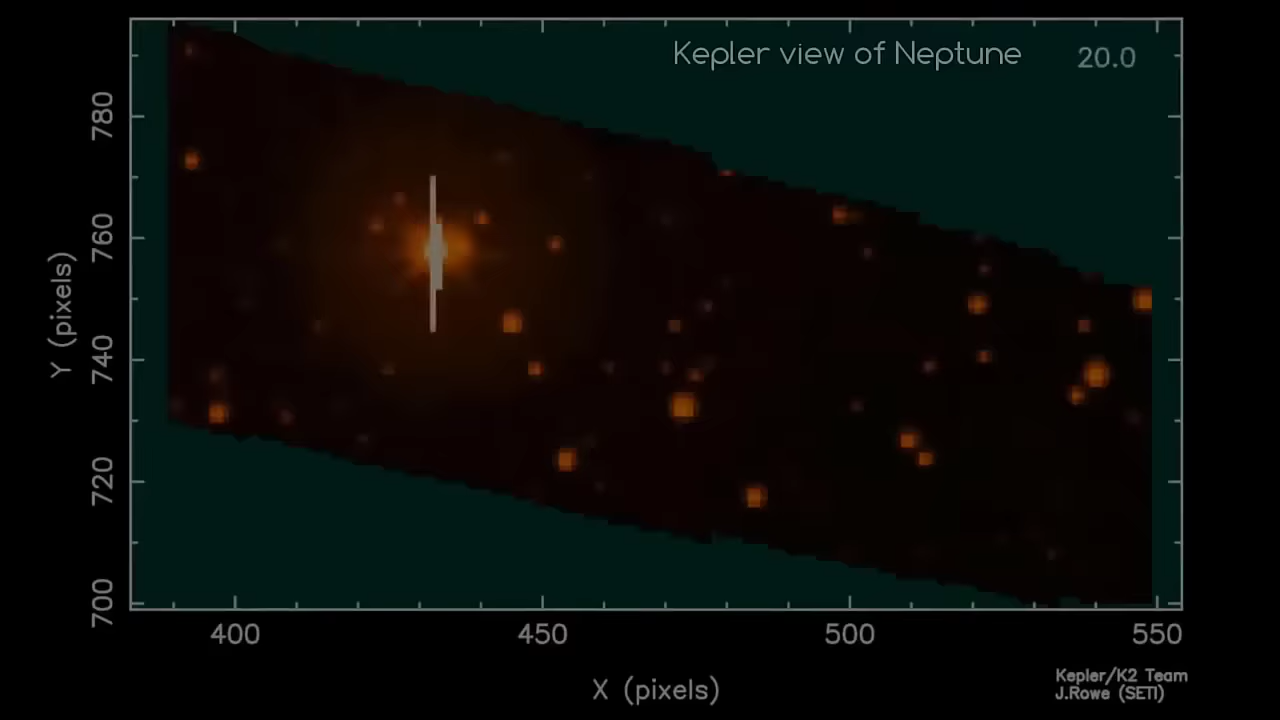 Kepler view of Neptune 20.0
780
760
740
720
700
Y (pixels)
400 450 500 550
X (pixels)
Kepler/K2 Team
J.Rowe (SETI)